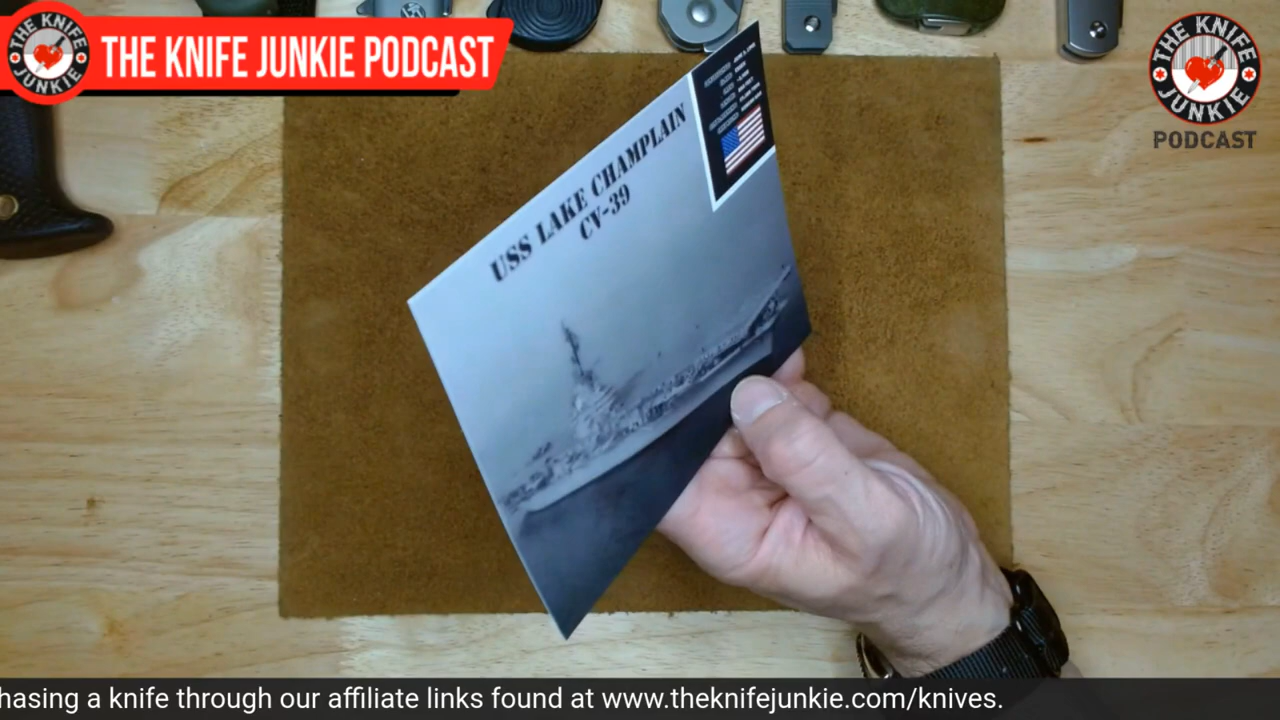 THE KNIFE
JUNKIE
THE KNIFE JUNKIE PODCAST
THE KNIFE
JUNKIE
PODCAST
USS LAKE CHAMPLAIN
CV-39
hasing a knife through our affiliate links found at www.theknifejunkie.com/knives.